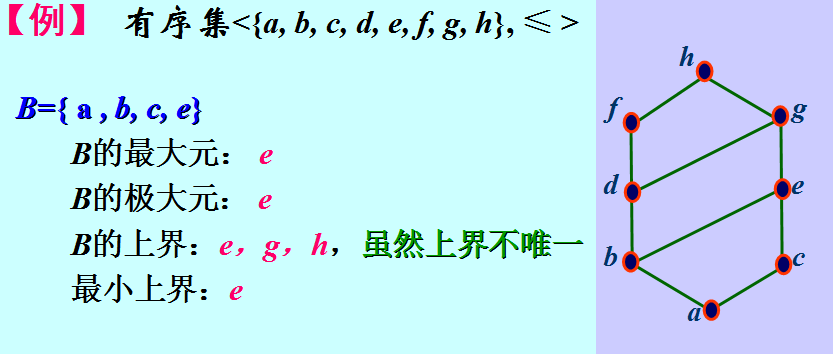 【例】 有序集<{a, b, c, d, e, f, g, h}, ≤ >
B={ a , b, c, e}
B的最大元： e
B的极大元： e
B的上界：e，g，h，虽然上界不唯一
最小上界：e
h
f
g
d
e
b
c
a